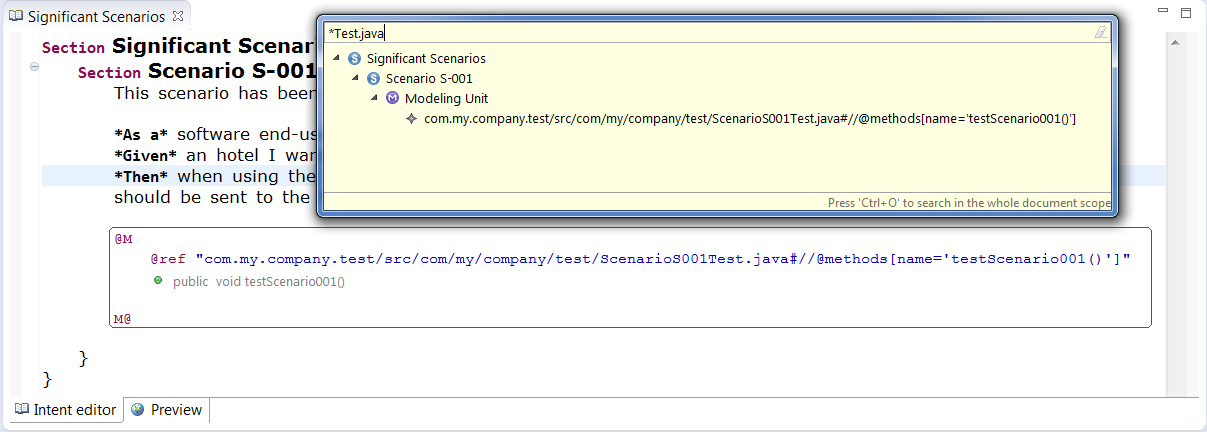 Significant Scenarios
*Test.java
Significant Scenarios
Scenario S-001
Modeling Unit
com.my.company.test/src/com/my/company/test/ScenarioS001Test.java#//@methods[name='testScenario001()']
Press 'Ctrl+O' to search in the whole document scope
Section Significant Scenari
Section Scenario S-001
This scenario has been
*As a* software end-us
*Given* an hotel I wan
*Then* when using the
should be sent to the
@M
@ref "com.my.company.test/src/com/my/company/test/ScenarioS001Test.java#//@methods[name='testScenario001()']"
public void testScenario001()
M@
}
}
Intent editor Preview